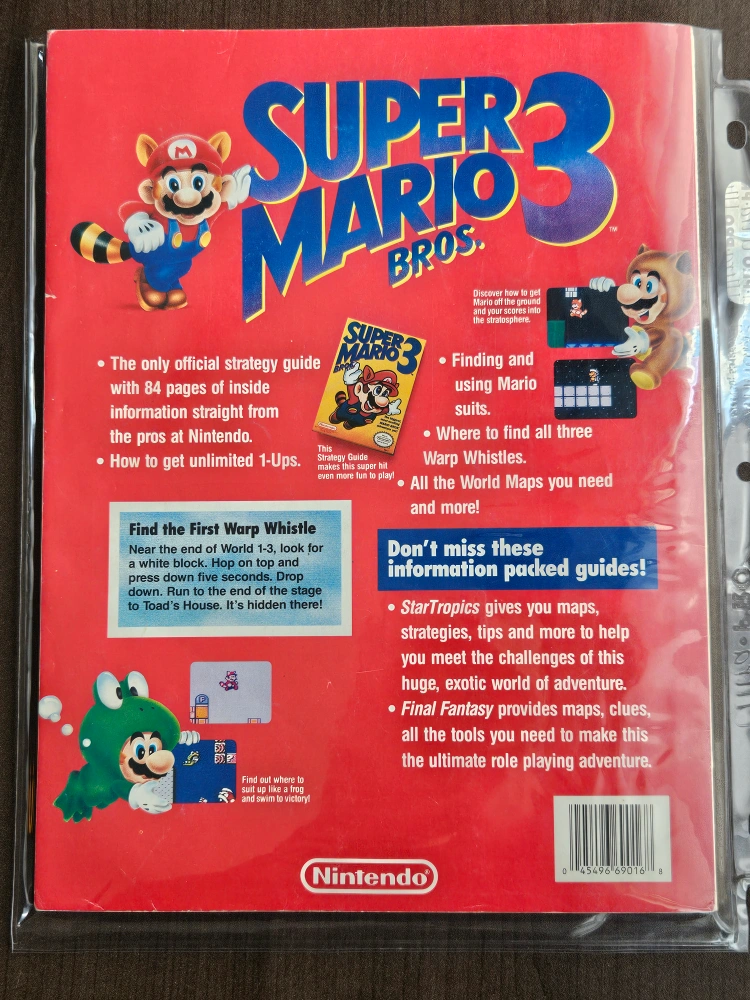 SUPER
MARIO
BROS. 3
™
M
Discover how to get
Mario off the ground
and your scores into
the stratosphere.
• The only official strategy guide
with 84 pages of inside
information straight from
the pros at Nintendo.
• How to get unlimited 1-Ups.
SUPER
MARIO
BROS. 3
This
Strategy Guide
makes this super hit
even more fun to play!
• Finding and
using Mario
suits.
• Where to find all three
Warp Whistles.
• All the World Maps you need
and more!
Find the First Warp Whistle
Near the end of World 1-3, look for
a white block. Hop on top and
press down five seconds. Drop
down. Run to the end of the stage
to Toad's House. It's hidden there!
Don't miss these
information packed guides!
• StarTropics gives you maps,
strategies, tips and more to help
you meet the challenges of this
huge, exotic world of adventure.
• Final Fantasy provides maps, clues,
all the tools you need to make this
the ultimate role playing adventure.
Find out where to
suit up like a frog
and swim to victory!
Nintendo®
0 45496 69016 8